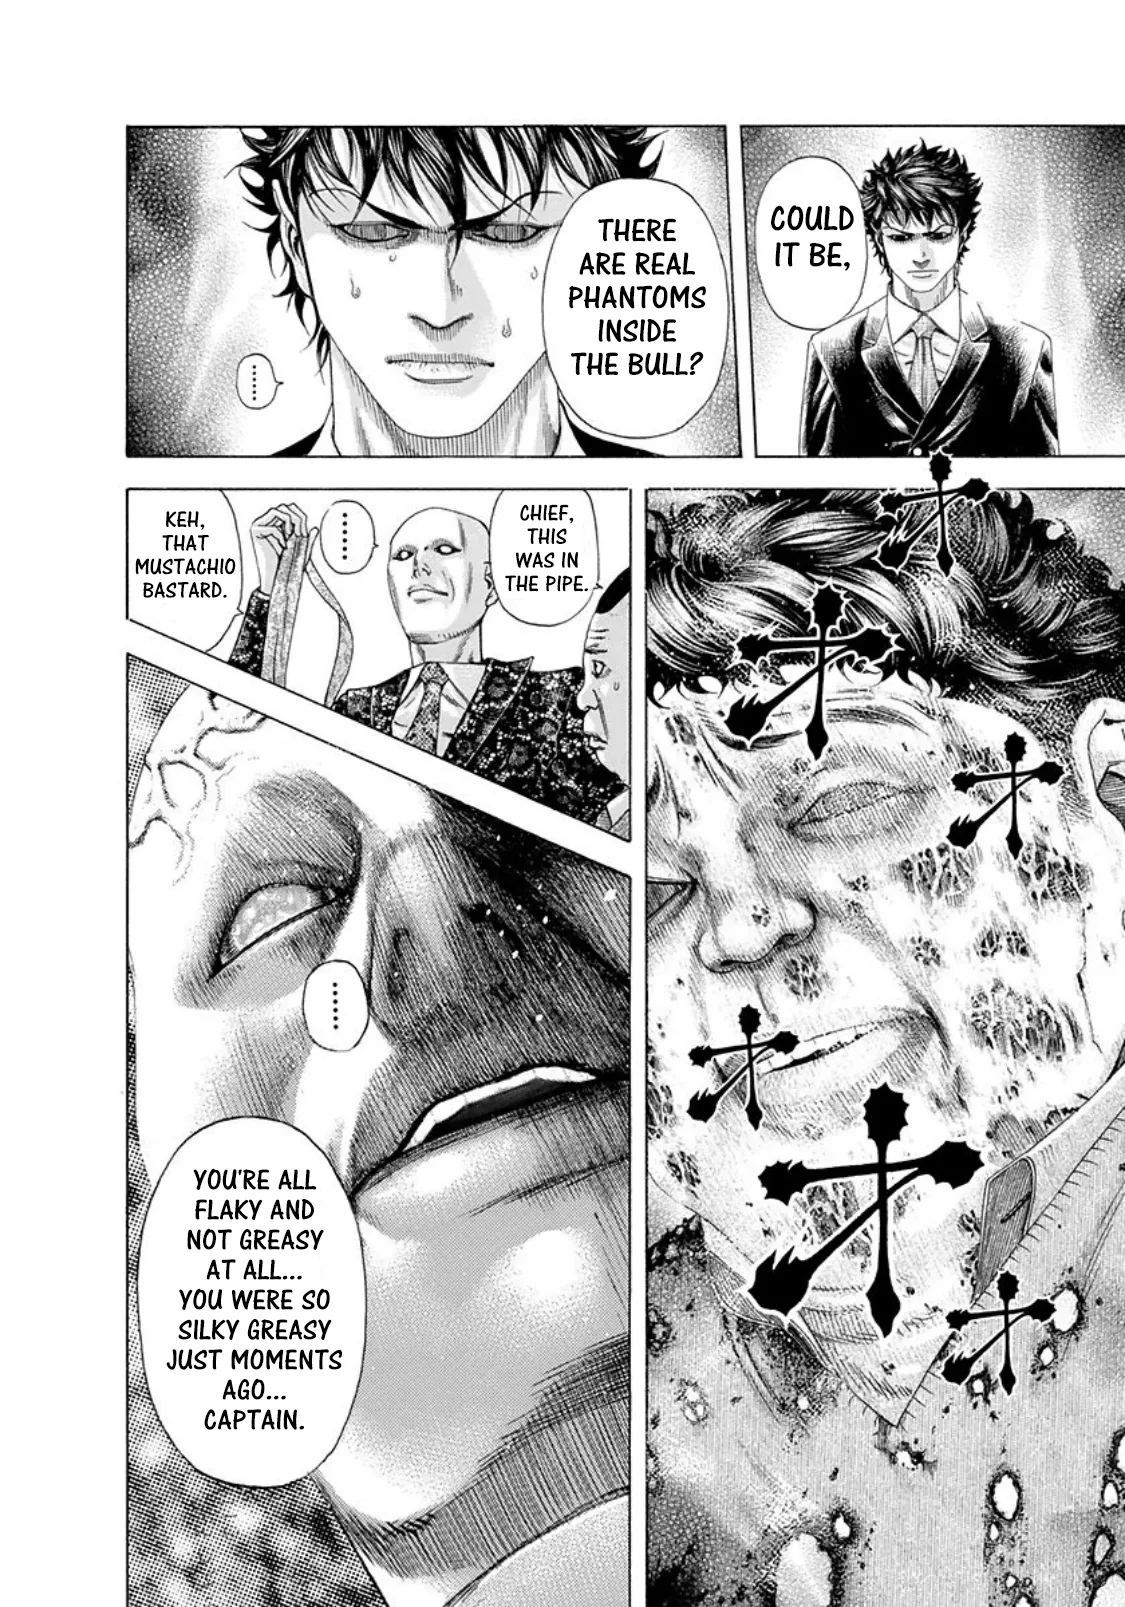 COULD
IT BE,
THERE
ARE REAL
PHANTOMS
INSIDE
THE BULL?
……
CHIEF,
THIS
WAS IN
THE PIPE.
……
KEH,
THAT
MUSTACHIO
BASTARD.
……
YOU'RE ALL
FLAKY AND
NOT GREASY
AT ALL...
YOU WERE SO
SILKY GREASY
JUST MOMENTS
AGO...
CAPTAIN.